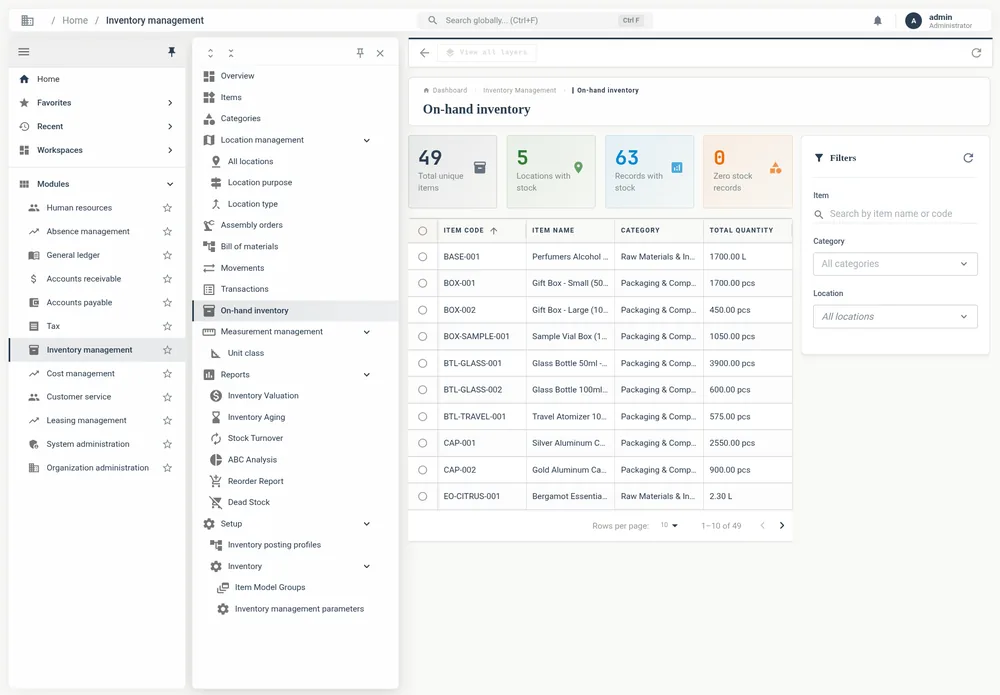 / Home / Inventory management
Search globally... (Ctrl+F) Ctrl F
A admin
Administrator
Home
Favorites
Recent
Workspaces
Modules
Human resources
Absence management
General ledger
Accounts receivable
Accounts payable
Tax
Inventory management
Cost management
Customer service
Leasing management
System administration
Organization administration
Overview
Items
Categories
Location management
All locations
Location purpose
Location type
Assembly orders
Bill of materials
Movements
Transactions
On-hand inventory
Measurement management
Unit class
Reports
Inventory Valuation
Inventory Aging
Stock Turnover
ABC Analysis
Reorder Report
Dead Stock
Setup
Inventory posting profiles
Inventory
Item Model Groups
Inventory management parameters
View all layers
Dashboard Inventory Management On-hand inventory
On-hand inventory
49
Total unique
items
5
Locations with
stock
63
Records with
stock
0
Zero stock
records
ITEM CODE ITEM NAME CATEGORY TOTAL QUANTITY
BASE-001 Perfumers Alcohol ... Raw Materials & In... 1700.00 L
BOX-001 Gift Box - Small (50... Packaging & Comp... 1700.00 pcs
BOX-002 Gift Box - Large (10... Packaging & Comp... 450.00 pcs
BOX-SAMPLE-001 Sample Vial Box (1... Packaging & Comp... 1050.00 pcs
BTL-GLASS-001 Glass Bottle 50ml -... Packaging & Comp... 3900.00 pcs
BTL-GLASS-002 Glass Bottle 100ml... Packaging & Comp... 600.00 pcs
BTL-TRAVEL-001 Travel Atomizer 10... Packaging & Comp... 575.00 pcs
CAP-001 Silver Aluminum C... Packaging & Comp... 2550.00 pcs
CAP-002 Gold Aluminum Ca... Packaging & Comp... 900.00 pcs
EO-CITRUS-001 Bergamot Essentia... Raw Materials & In... 2.30 L
Rows per page: 10 1–10 of 49
Filters
Item
Search by item name or code
Category
All categories
Location
All locations